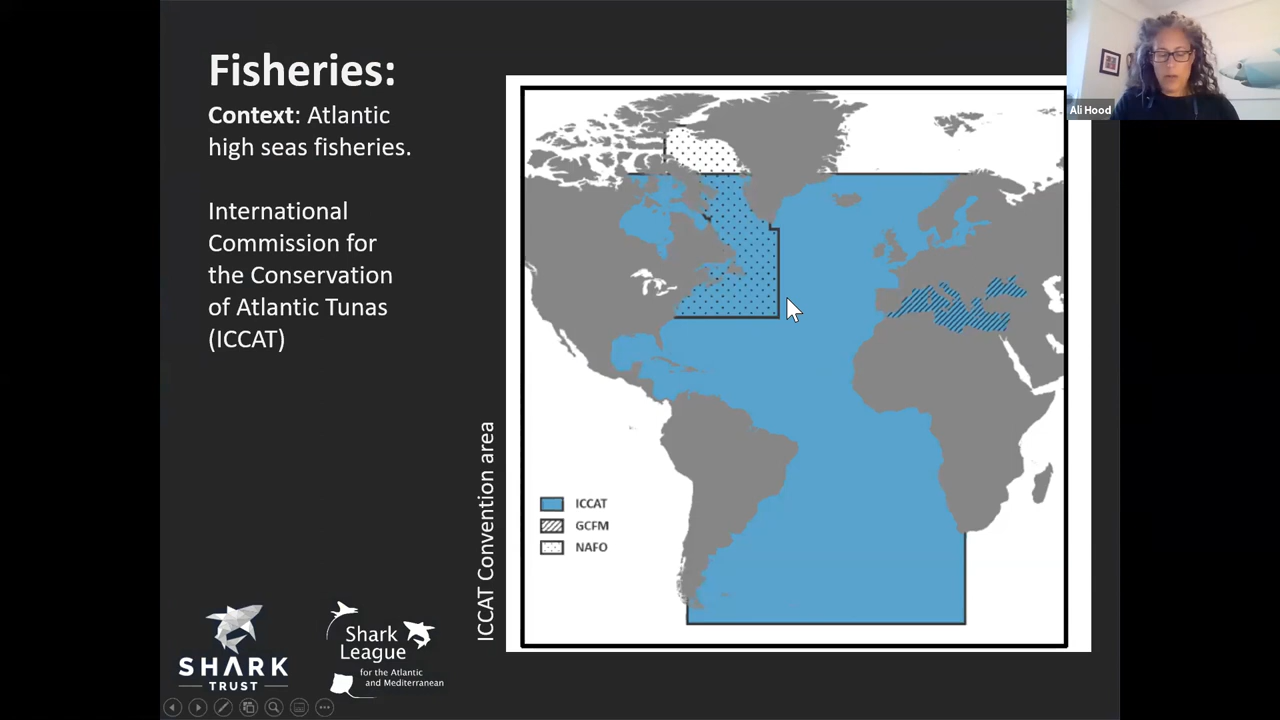 Fisheries:
Context: Atlantic
high seas fisheries.
International
Commission for
the Conservation
of Atlantic Tunas
(ICCAT)
ICCAT Convention area
ICCAT
GCFM
NAFO
Ali Hood
SHARK
TRUST
Shark
League
for the Atlantic
and Mediterranean